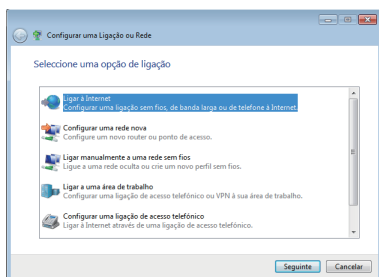 Configurar uma Ligação ou Rede
Seleccione uma opção de ligação
Ligar à Internet
Configurar uma ligação sem fios, de banda larga ou de telefone à Internet.
Configurar uma rede nova
Configure um novo router ou ponto de acesso.
Ligar manualmente a uma rede sem fios
Ligue a uma rede oculta ou crie um novo perfil sem fios.
Ligar a uma área de trabalho
Configurar uma ligação de acesso telefónico ou VPN à sua área de trabalho.
Configurar uma ligação de acesso telefónico
Ligar à Internet através de uma ligação de acesso telefónico.
Seguinte
Cancelar